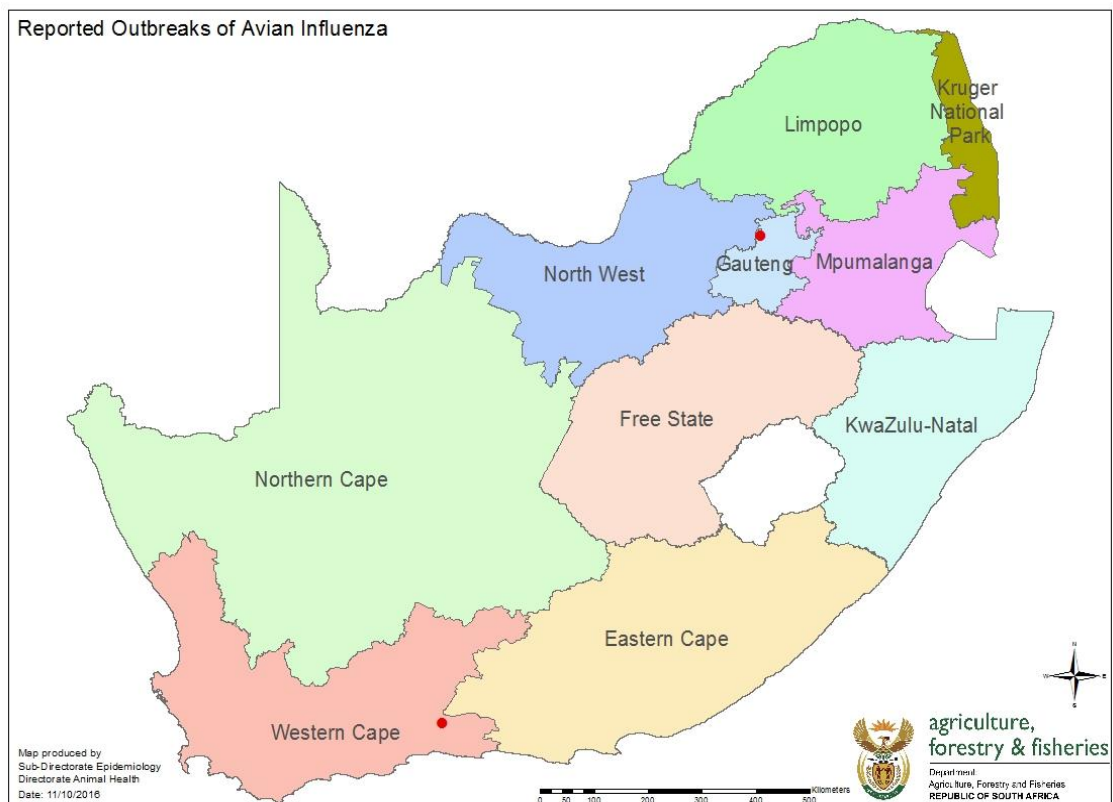 Reported Outbreaks of Avian Influenza
Kruger
National
Park
Limpopo
North West
Gauteng
Mpumalanga
Free State
KwaZulu-Natal
Northern Cape
Eastern Cape
Western Cape
N
W
E
S
Map produced by
Sub-Directorate Epidemiology
Directorate Animal Health
Date: 11/10/2016
0 50 100 200 300 400 500
Kilometers
agriculture,
forestry & fisheries
Department:
Agriculture, Forestry and Fisheries
REPUBLIC OF SOUTH AFRICA